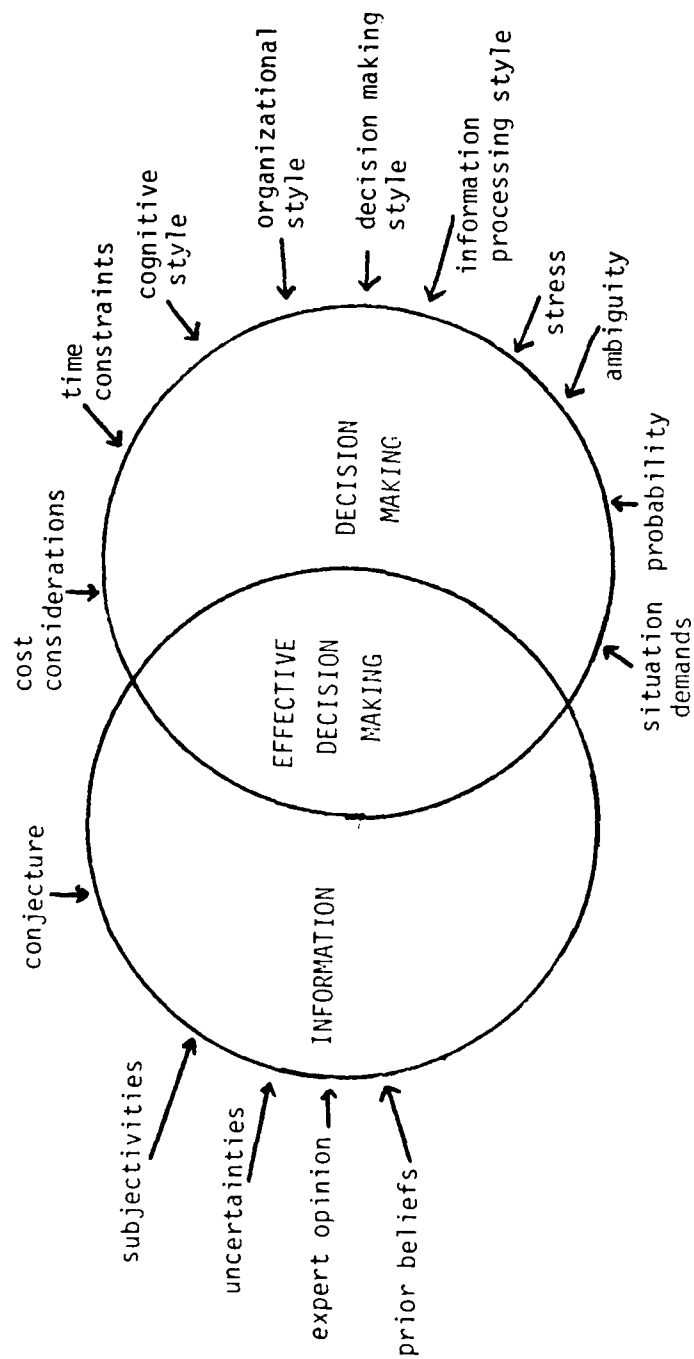 conjecture
subjectivities
uncertainties
expert opinion
prior beliefs
INFORMATION
EFFECTIVE
DECISION
MAKING
DECISION
MAKING
cost
considerations
time
constraints
cognitive
style
organizational
style
decision making
style
information
processing style
stress
ambiguity
probability
situation
demands